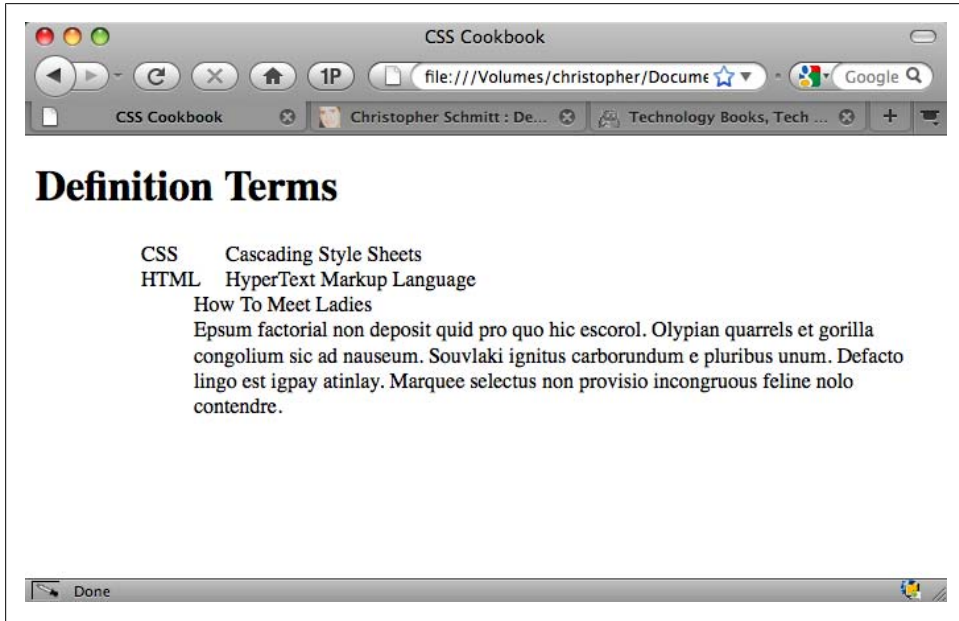 CSS Cookbook
1P file:///Volumes/christopher/Docume Google
CSS Cookbook Christopher Schmitt : De... Technology Books, Tech ... +
Definition Terms
CSS Cascading Style Sheets
HTML HyperText Markup Language
How To Meet Ladies
Epsum factorial non deposit quid pro quo hic escorol. Olypian quarrels et gorilla
congolium sic ad nauseum. Souvlaki ignitus carborundum e pluribus unum. Defacto
lingo est igpay atinlay. Marquee selectus non provisio incongruous feline nolo
contendre.
Done